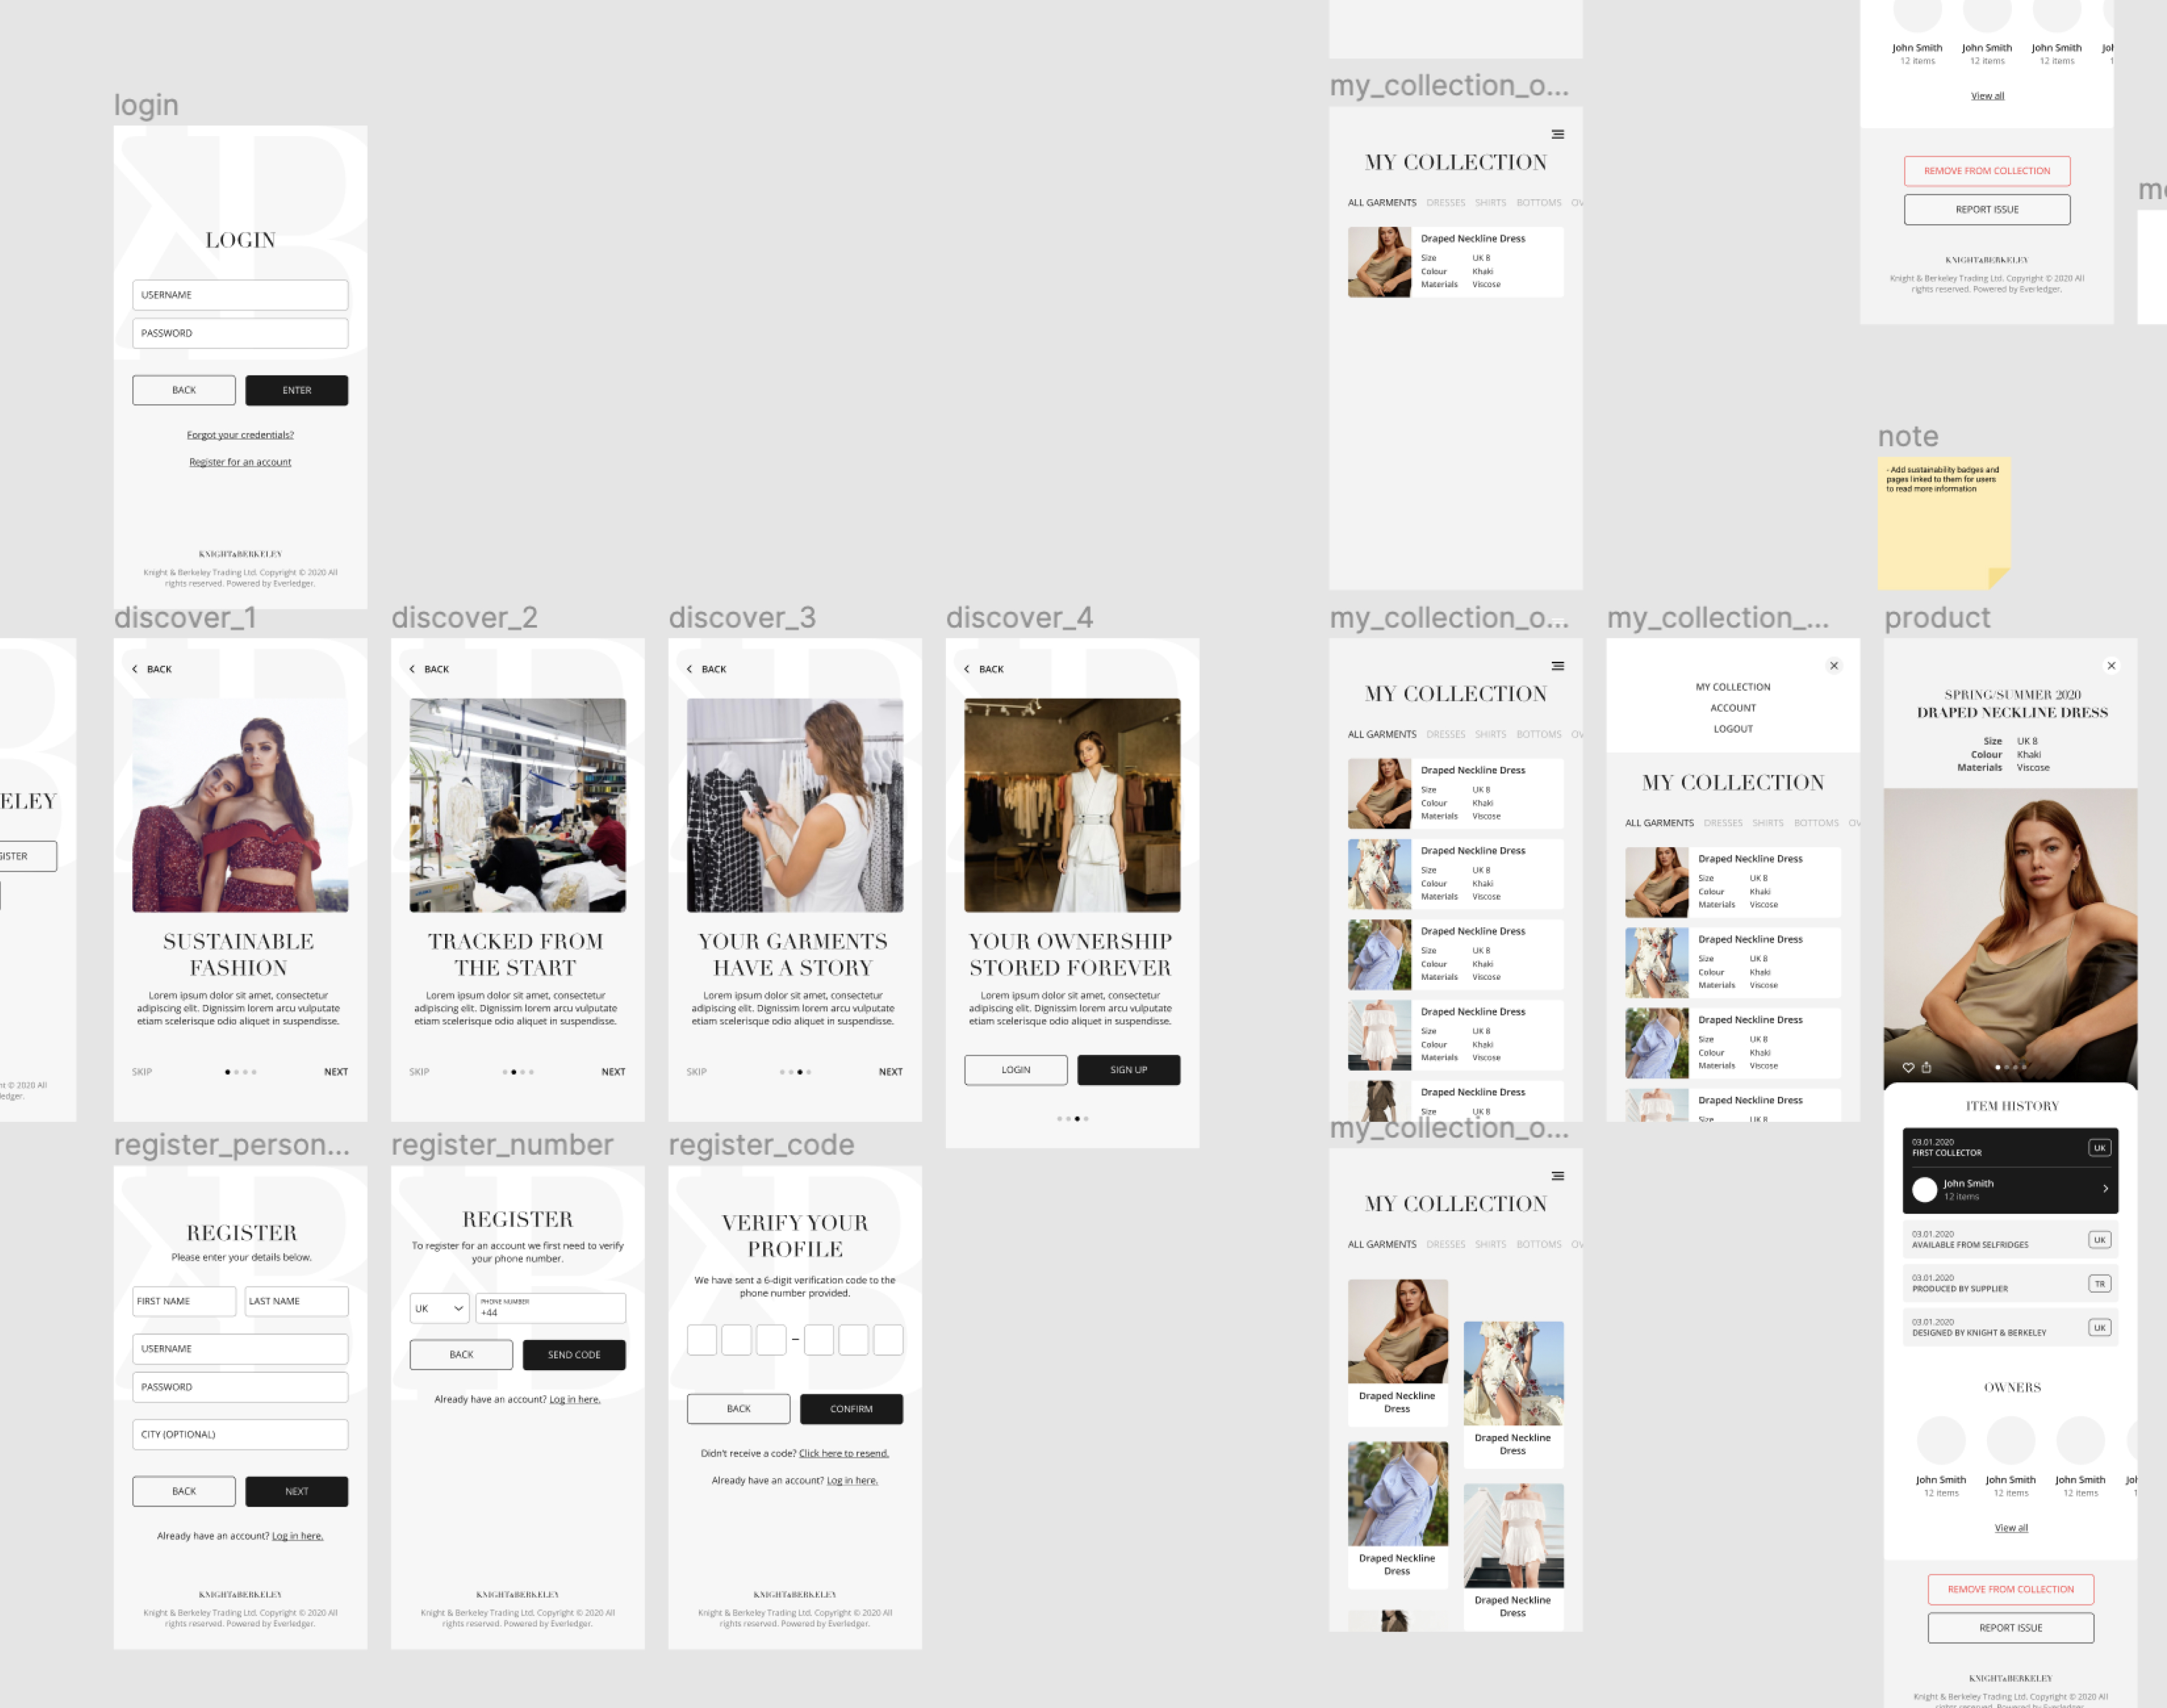 login
LOGIN
USERNAME
PASSWORD
BACK
ENTER
Forgot your credentials?
Register for an account
KNIGHT&BERKELEY
Knight & Berkeley Trading Ltd. Copyright © 2020 All
rights reserved. Powered by Everledger.
my_collection_o...
MY COLLECTION
ALL GARMENTS DRESSES SHIRTS BOTTOMS OV
Draped Neckline Dress
Size UK 8
Colour Khaki
Materials Viscose
John Smith John Smith John Smith
12 items 12 items 12 items
View all
REMOVE FROM COLLECTION
REPORT ISSUE
KNIGHT&BERKELEY
Knight & Berkeley Trading Ltd. Copyright © 2020 All
rights reserved. Powered by Everledger.
note
- Add sustainability badges and
pages linked to them for users
to read more information
ELEY
ISTER
© 2020 All
ledger.
discover_1
BACK
SUSTAINABLE
FASHION
Lorem ipsum dolor sit amet, consectetur
adipiscing elit. Dignissim lorem arcu vulputate
etiam scelerisque odio aliquet in suspendisse.
SKIP
NEXT
discover_2
BACK
TRACKED FROM
THE START
Lorem ipsum dolor sit amet, consectetur
adipiscing elit. Dignissim lorem arcu vulputate
etiam scelerisque odio aliquet in suspendisse.
SKIP
NEXT
discover_3
BACK
YOUR GARMENTS
HAVE A STORY
Lorem ipsum dolor sit amet, consectetur
adipiscing elit. Dignissim lorem arcu vulputate
etiam scelerisque odio aliquet in suspendisse.
SKIP
NEXT
discover_4
BACK
YOUR OWNERSHIP
STORED FOREVER
Lorem ipsum dolor sit amet, consectetur
adipiscing elit. Dignissim lorem arcu vulputate
etiam scelerisque odio aliquet in suspendisse.
LOGIN
SIGN UP
my_collection_o...
MY COLLECTION
ALL GARMENTS DRESSES SHIRTS BOTTOMS OV
Draped Neckline Dress
Size UK 8
Colour Khaki
Materials Viscose
Draped Neckline Dress
Size UK 8
Colour Khaki
Materials Viscose
Draped Neckline Dress
Size UK 8
Colour Khaki
Materials Viscose
Draped Neckline Dress
Size UK 8
Colour Khaki
Materials Viscose
Draped Neckline Dress
Size UK 8
my_collection_...
MY COLLECTION
ACCOUNT
LOGOUT
MY COLLECTION
ALL GARMENTS DRESSES SHIRTS BOTTOMS OV
Draped Neckline Dress
Size UK 8
Colour Khaki
Materials Viscose
Draped Neckline Dress
Size UK 8
Colour Khaki
Materials Viscose
Draped Neckline Dress
Size UK 8
Colour Khaki
Materials Viscose
Draped Neckline Dress
Size UK 8
product
SPRING/SUMMER 2020
DRAPED NECKLINE DRESS
Size UK 8
Colour Khaki
Materials Viscose
ITEM HISTORY
03.01.2020
FIRST COLLECTOR
UK
John Smith
12 items
03.01.2020
AVAILABLE FROM SELFRIDGES
UK
03.01.2020
PRODUCED BY SUPPLIER
TR
03.01.2020
DESIGNED BY KNIGHT & BERKELEY
UK
OWNERS
John Smith John Smith John Smith
12 items 12 items 12 items
View all
REMOVE FROM COLLECTION
REPORT ISSUE
KNIGHT&BERKELEY
Knight & Berkeley Trading Ltd. Copyright © 2020 All
rights reserved. Powered by Everledger.
register_person...
REGISTER
Please enter your details below.
FIRST NAME
LAST NAME
USERNAME
PASSWORD
CITY (OPTIONAL)
BACK
NEXT
Already have an account? Log in here.
KNIGHT&BERKELEY
Knight & Berkeley Trading Ltd. Copyright © 2020 All
rights reserved. Powered by Everledger.
register_number
REGISTER
To register for an account we first need to verify
your phone number.
UK
PHONE NUMBER
+44
BACK
SEND CODE
Already have an account? Log in here.
KNIGHT&BERKELEY
Knight & Berkeley Trading Ltd. Copyright © 2020 All
rights reserved. Powered by Everledger.
register_code
VERIFY YOUR
PROFILE
We have sent a 6-digit verification code to the
phone number provided.
–
BACK
CONFIRM
Didn't receive a code? Click here to resend.
Already have an account? Log in here.
KNIGHT&BERKELEY
Knight & Berkeley Trading Ltd. Copyright © 2020 All
rights reserved. Powered by Everledger.
my_collection_o...
MY COLLECTION
ALL GARMENTS DRESSES SHIRTS BOTTOMS OV
Draped Neckline
Dress
Draped Neckline
Dress
Draped Neckline
Dress
Draped Neckline
Dress